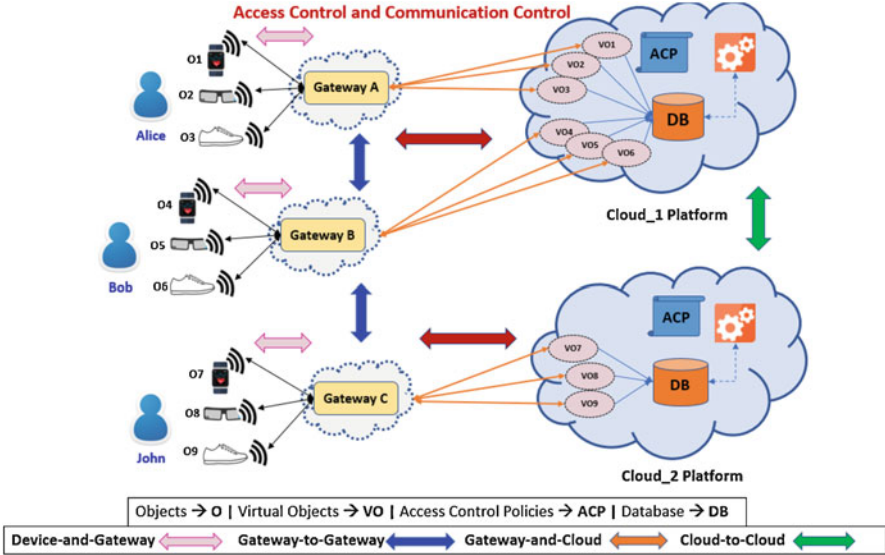 Access Control and Communication Control
O1
O2
O3
Alice
Gateway A
VO1
VO2
VO3
VO4
VO5
VO6
ACP
DB
Cloud_1 Platform
O4
O5
O6
Bob
Gateway B
O7
O8
O9
John
Gateway C
VO7
VO8
VO9
ACP
DB
Cloud_2 Platform
Objects → O | Virtual Objects → VO | Access Control Policies → ACP | Database → DB
Device-and-Gateway Gateway-to-Gateway Gateway-and-Cloud Cloud-to-Cloud